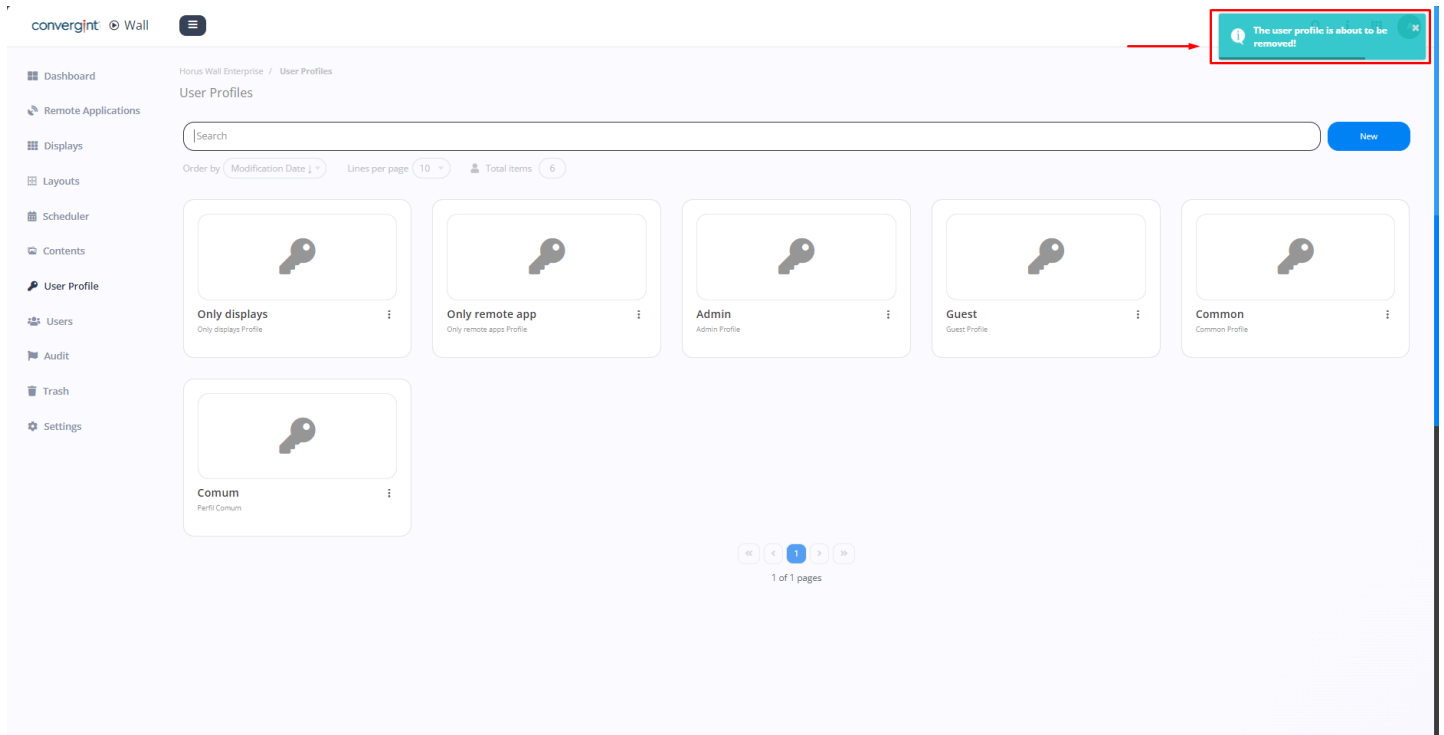 convergint Wall
The user profile is about to be
removed!
Dashboard
Remote Applications
Displays
Layouts
Scheduler
Contents
User Profile
Users
Audit
Trash
Settings
Horus Wall Enterprise / User Profiles
User Profiles
Search
New
Order by Modification Date ↓ Lines per page 10 Total items 6
Only displays
Only displays Profile
Only remote app
Only remote apps Profile
Admin
Admin Profile
Guest
Guest Profile
Common
Common Profile
Comum
Perfil Comum
« < 1 > »
1 of 1 pages